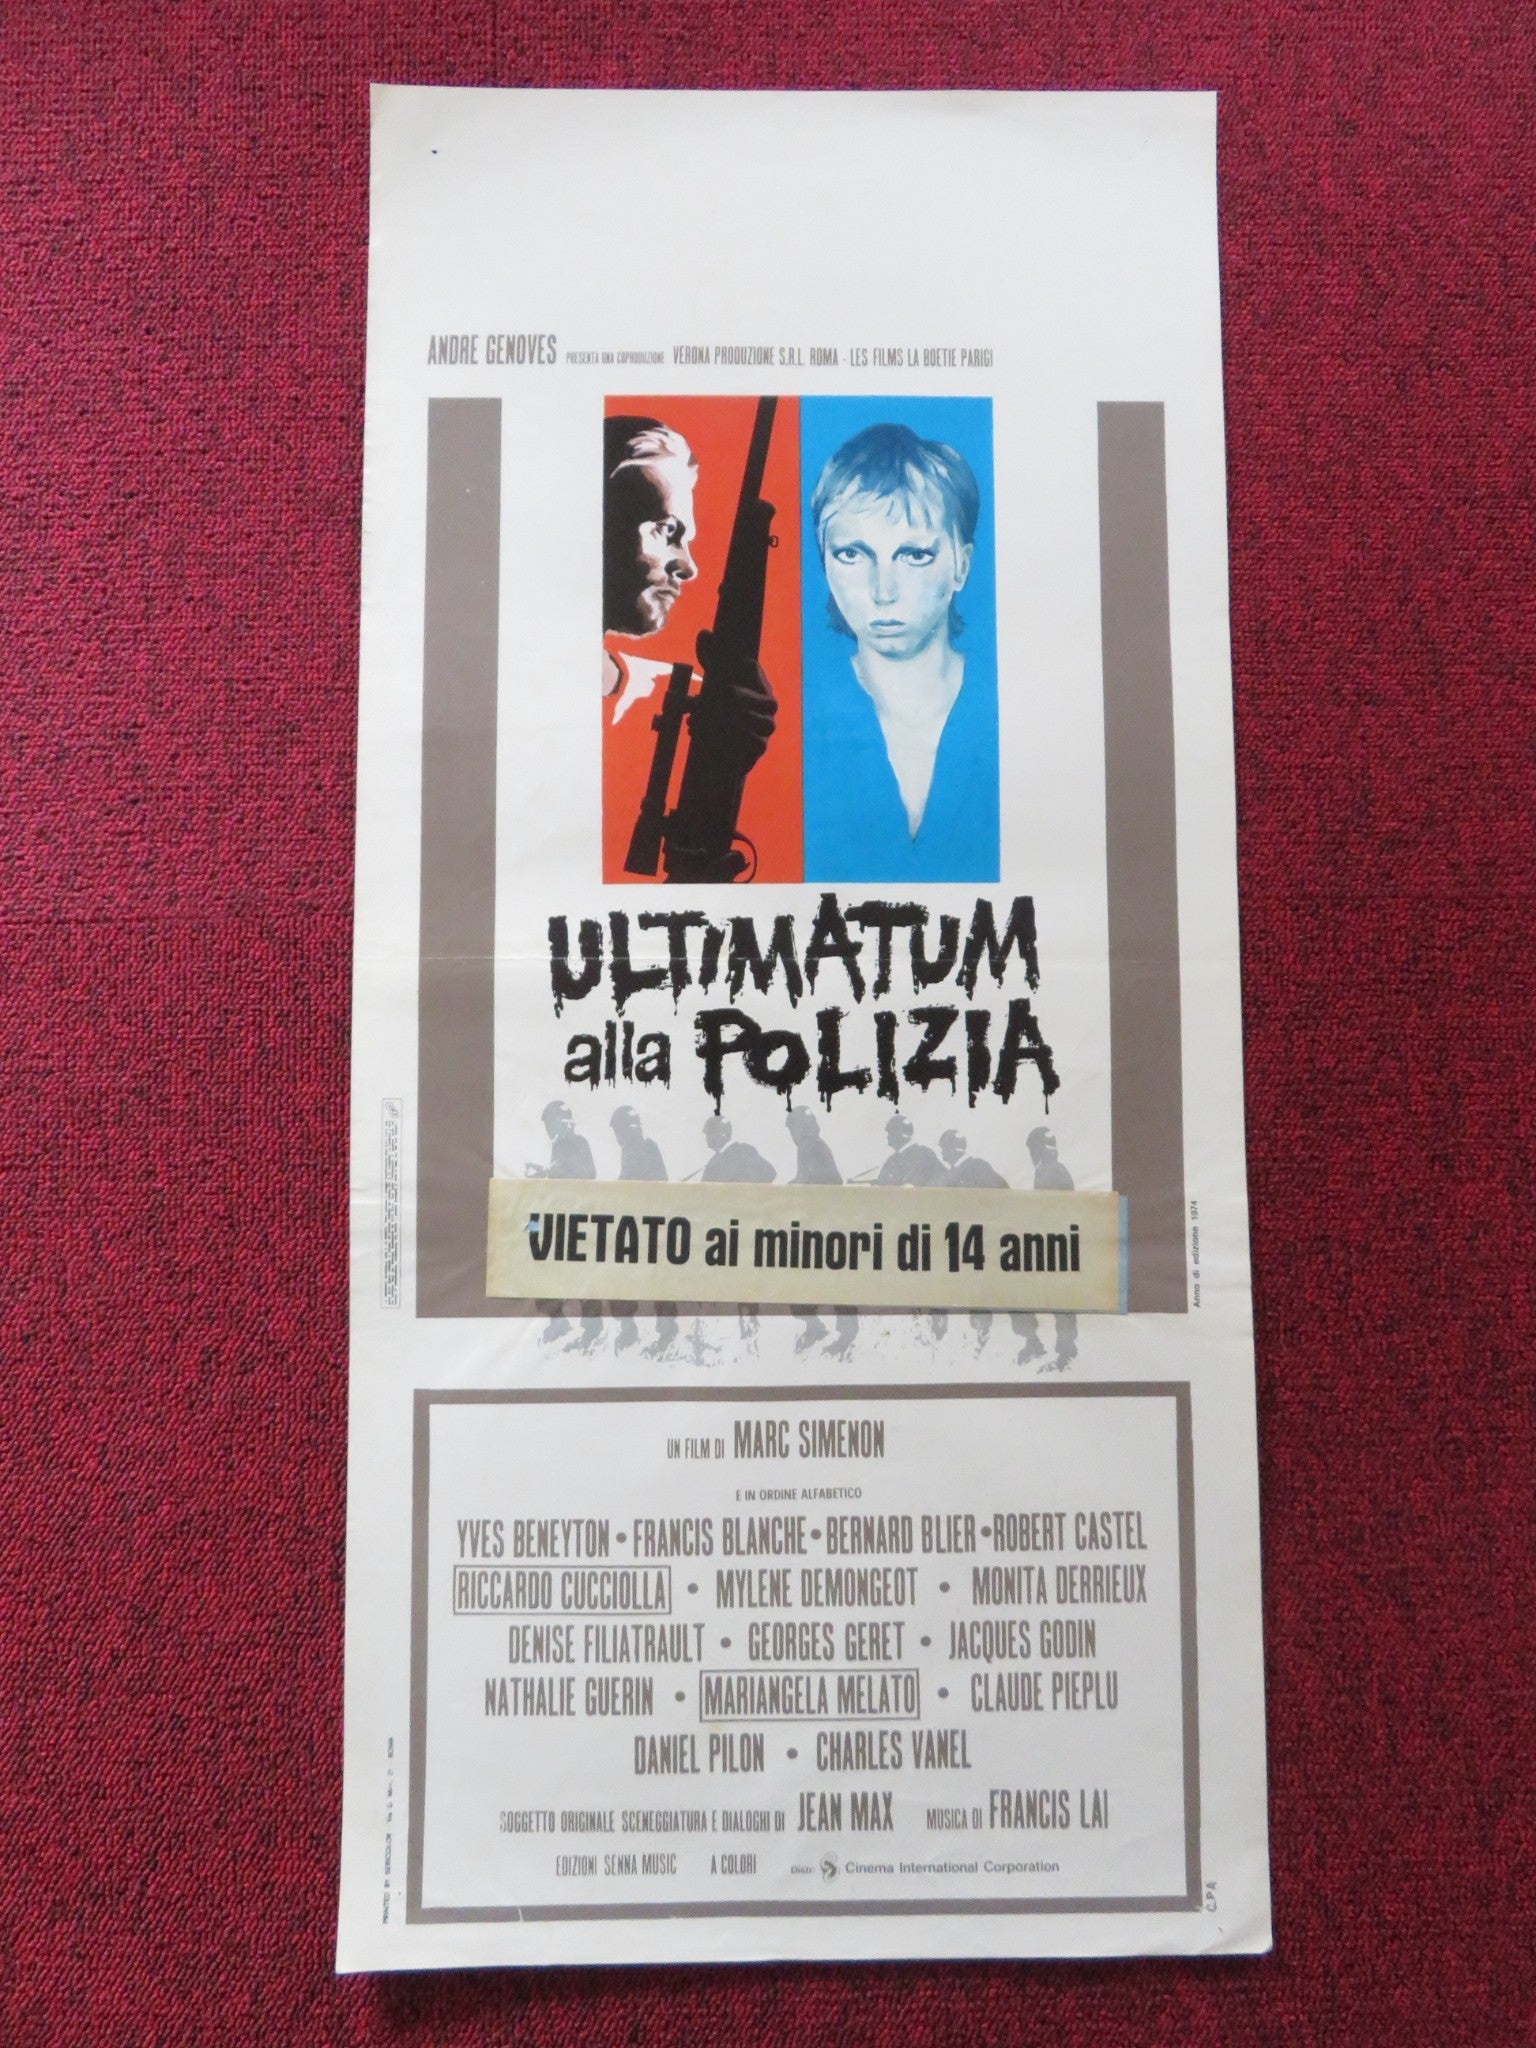 ANDRE GENOVES PRESENTA UNA COPRODUZIONE VERONA PRODUZIONE S.R.L. ROMA - LES FILMS LA BOETIE PARIGI
ULTIMATUM
alla POLIZIA
VIETATO ai minori di 14 anni
Anno di edizione 1974
UN FILM DI MARC SIMENON
E IN ORDINE ALFABETICO
YVES BENEYTON • FRANCIS BLANCHE • BERNARD BLIER • ROBERT CASTEL
RICCARDO CUCCIOLLA • MYLENE DEMONGEOT • MONITA DERRIEUX
DENISE FILIATRAULT • GEORGES GERET • JACQUES GODIN
NATHALIE GUERIN • MARIANGELA MELATO • CLAUDE PIEPLU
DANIEL PILON • CHARLES VANEL
SOGGETTO ORIGINALE SCENEGGIATURA E DIALOGHI DI JEAN MAX MUSICA DI FRANCIS LAI
EDIZIONI SENNA MUSIC A COLORI Distr. Cinema International Corporation
C.P.A